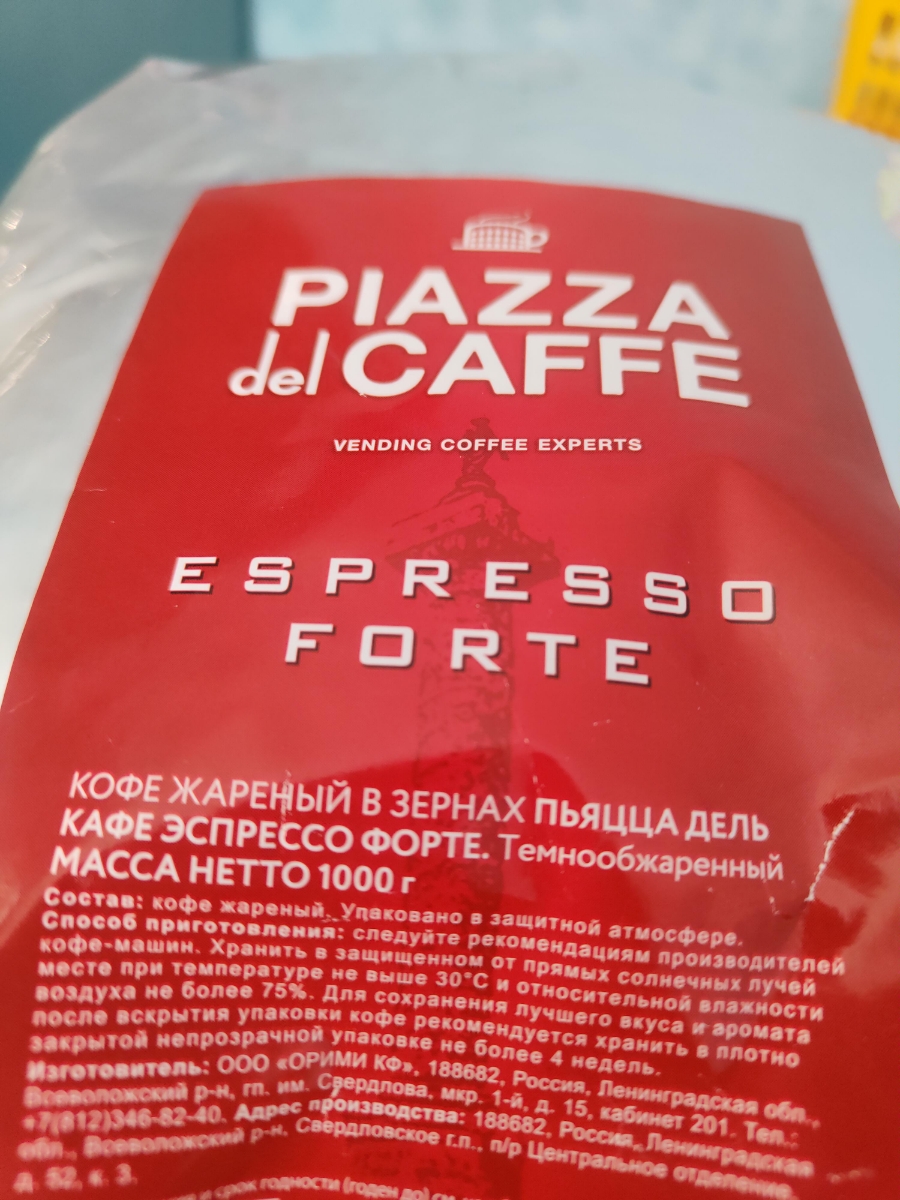 PIAZZA
del CAFFE
VENDING COFFEE EXPERTS
ESPRESSO
FORTE
КОФЕ ЖАРЕНЫЙ В ЗЕРНАХ ПЬЯЦЦА ДЕЛЬ
КАФЕ ЭСПРЕССО ФОРТЕ. Темнообжаренный
МАССА НЕТТО 1000 г
Состав: кофе жареный. Упаковано в защитной атмосфере.
Способ приготовления: следуйте рекомендациям производителей
кофе-машин. Хранить в защищенном от прямых солнечных лучей
месте при температуре не выше 30°С и относительной влажности
воздуха не более 75%. Для сохранения лучшего вкуса и аромата
после вскрытия упаковки кофе рекомендуется хранить в плотно
закрытой непрозрачной упаковке не более 4 недель.
Изготовитель: ООО «ОРИМИ КФ», 188682, Россия, Ленинградская обл.,
Всеволожский р-н, гп. им. Свердлова, мкр. 1-й, д. 15, кабинет 201. Тел.:
+7(812)346-82-40. Адрес производства: 188682, Россия, Ленинградская
обл., Всеволожский р-н, Свердловское г.п., п/р Центральное отделение,
д. 52, к. 3.
и срок годности (годен до) см.